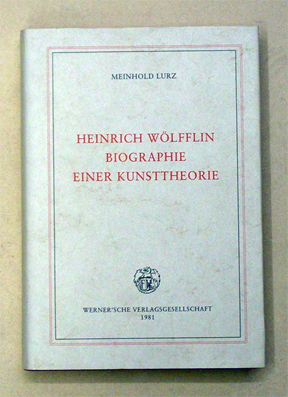 MEINHOLD LURZ
HEINRICH WÖLFFLIN
BIOGRAPHIE
EINER KUNSTTHEORIE
WERNER'SCHE VERLAGSGESELLSCHAFT
1981